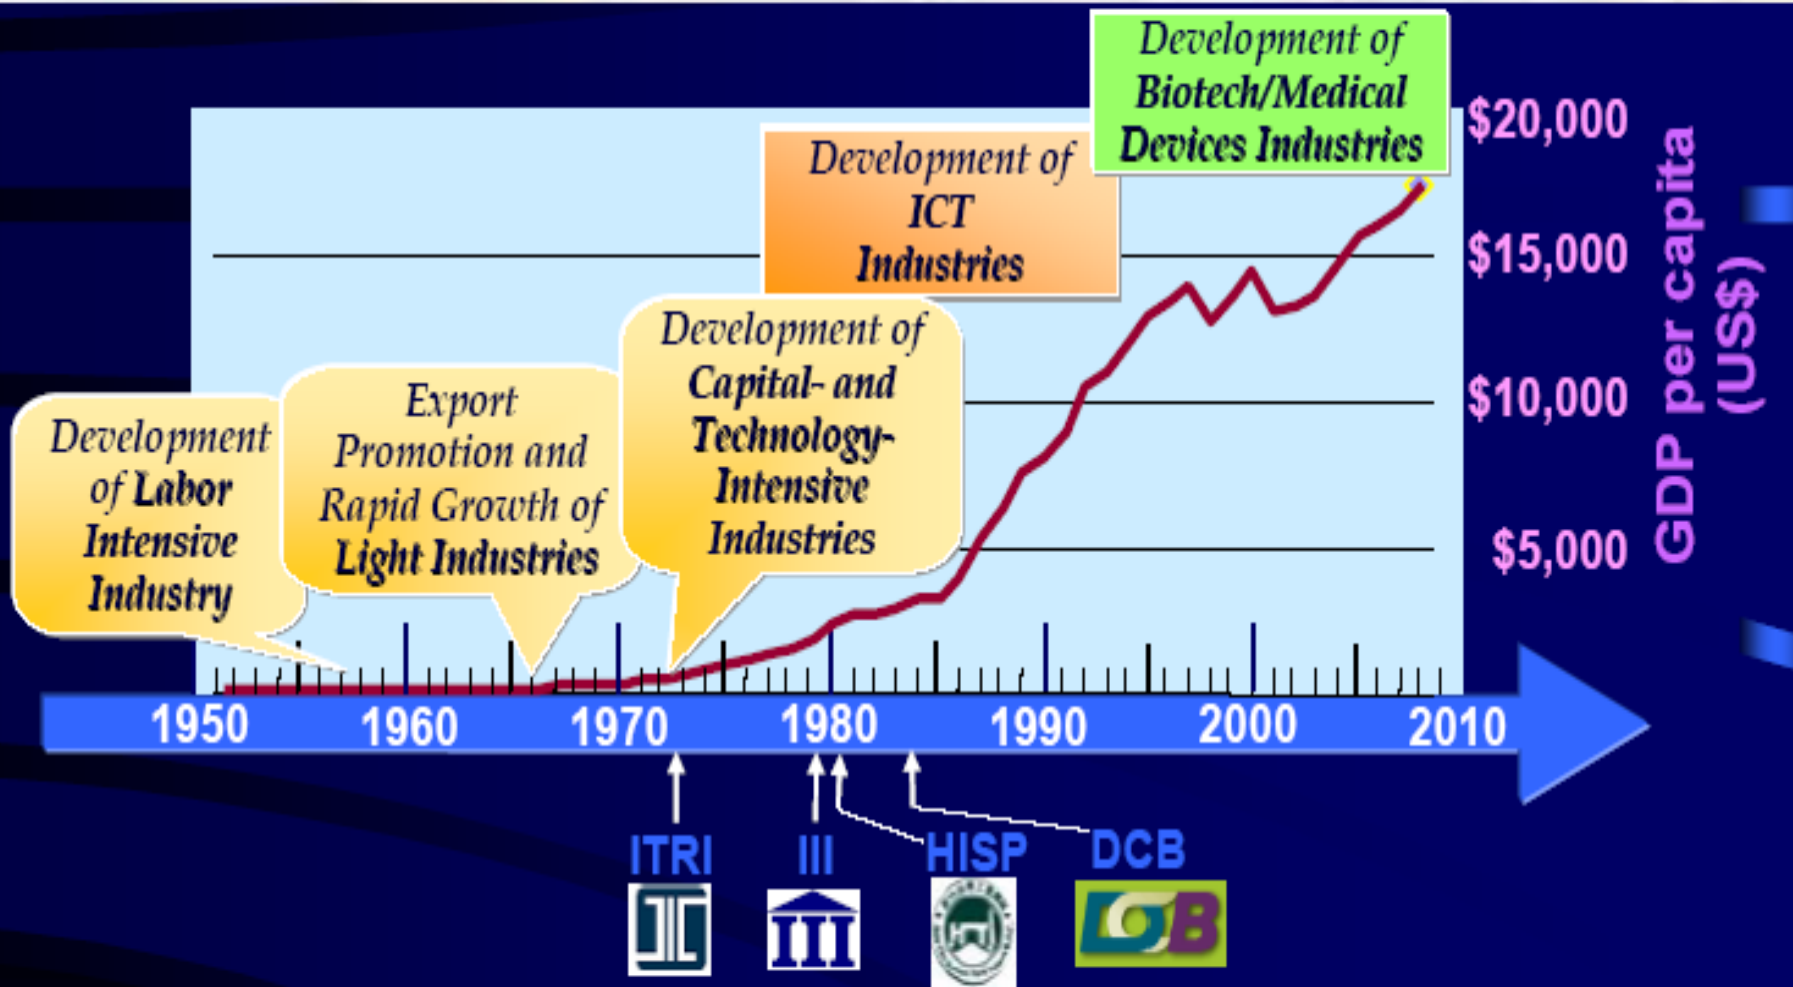 Development of
Biotech/Medical
Devices Industries
Development of
ICT
Industries
Development of
Capital- and
Technology-
Intensive
Industries
Export
Promotion and
Rapid Growth of
Light Industries
Development
of Labor
Intensive
Industry
$20,000
$15,000
$10,000
$5,000
GDP per capita
(US$)
1950 1960 1970 1980 1990 2000 2010
ITRI III HISP DCB
DCB